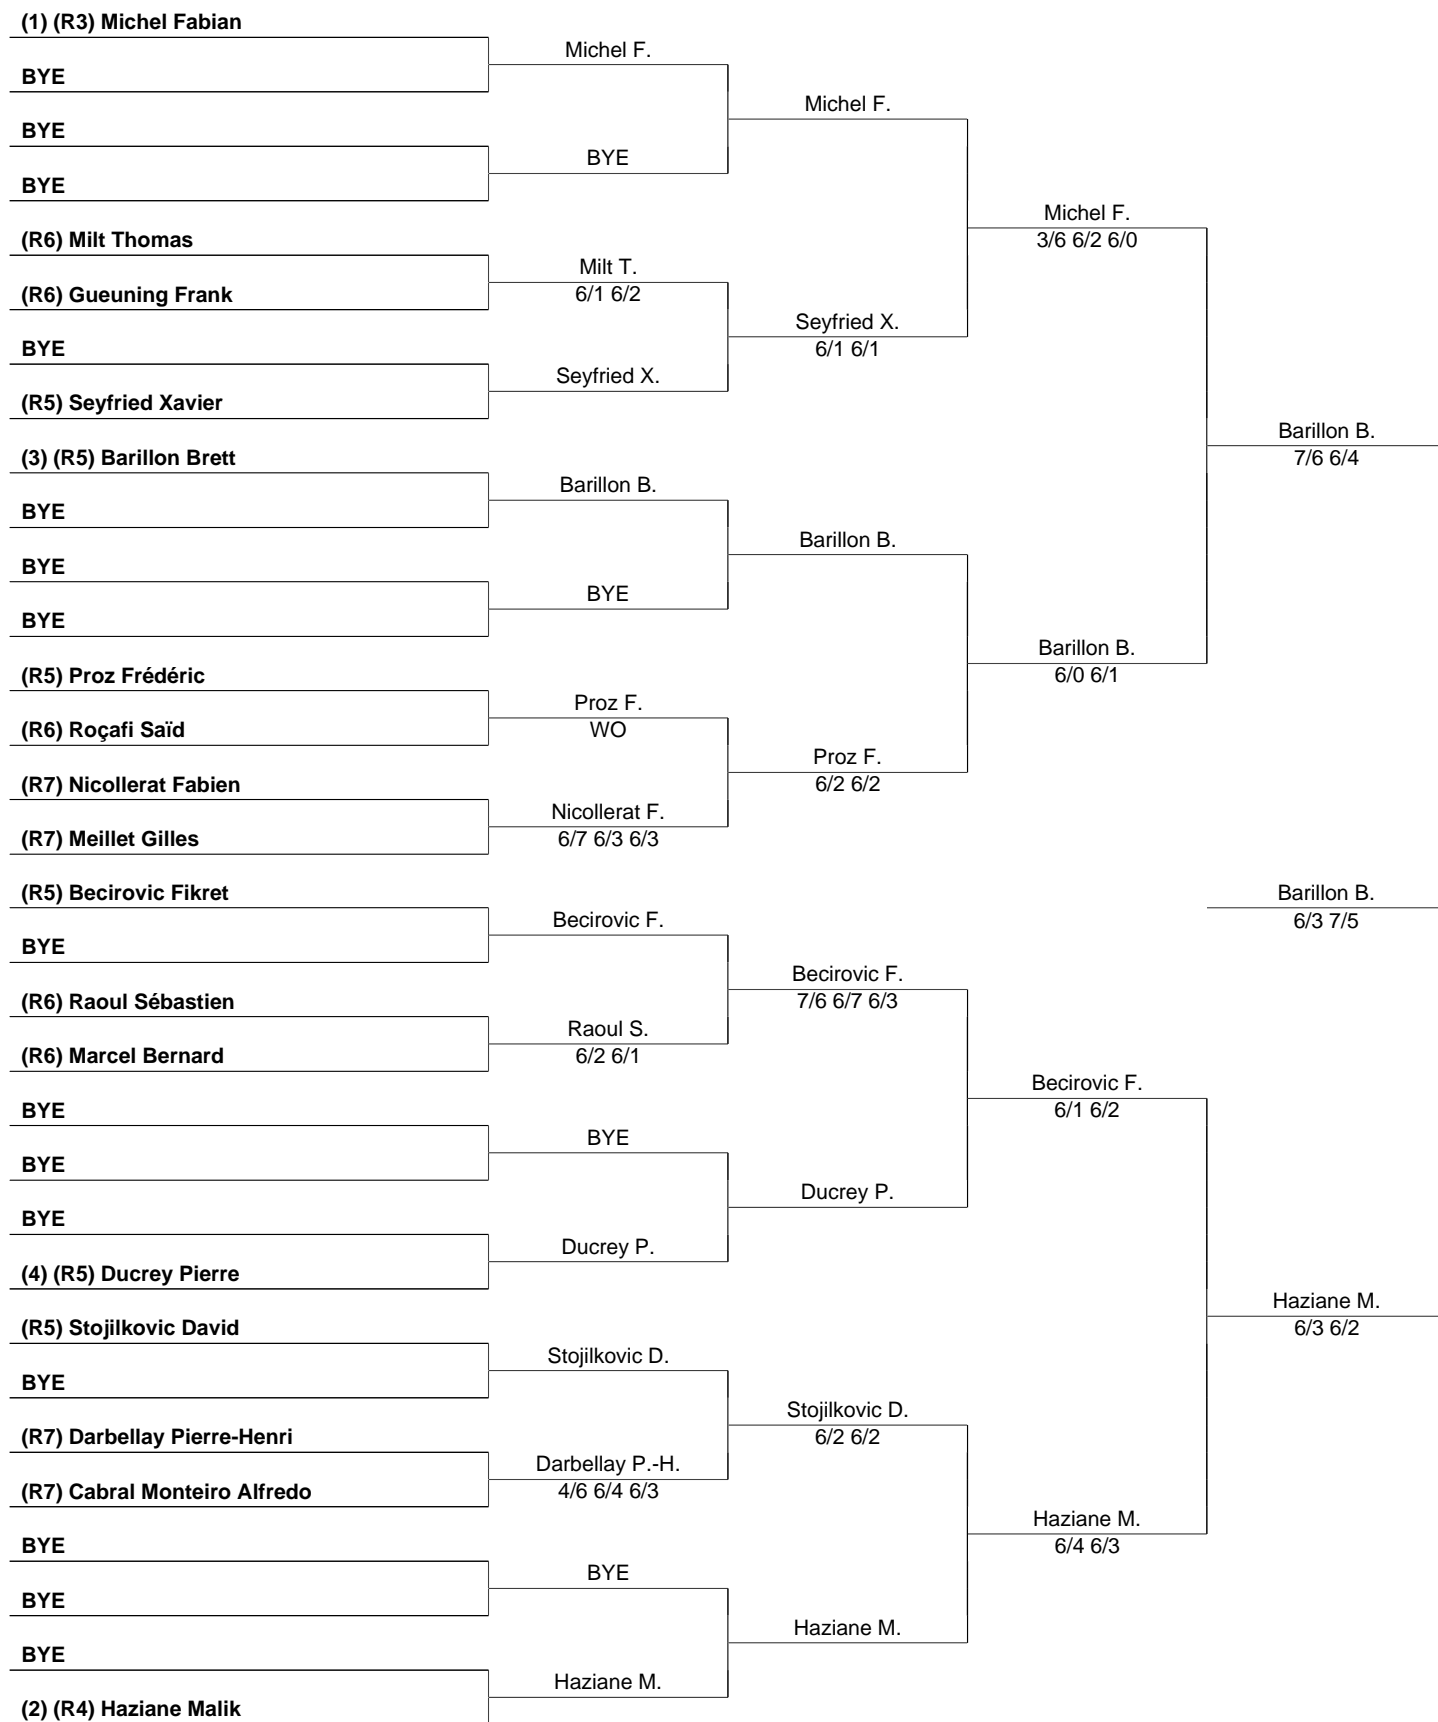 (1) (R3) Michel Fabian
Michel F.
BYE
Michel F.
BYE
BYE
BYE
Michel F.
3/6 6/2 6/0
(R6) Milt Thomas
Milt T.
6/1 6/2
(R6) Gueuning Frank
Seyfried X.
6/1 6/1
BYE
Seyfried X.
(R5) Seyfried Xavier
Barillon B.
7/6 6/4
(3) (R5) Barillon Brett
Barillon B.
BYE
Barillon B.
BYE
BYE
BYE
Barillon B.
6/0 6/1
(R5) Proz Frédéric
Proz F.
WO
(R6) Roçafi Saïd
Proz F.
6/2 6/2
(R7) Nicollerat Fabien
Nicollerat F.
6/7 6/3 6/3
(R7) Meillet Gilles
(R5) Becirovic Fikret
Barillon B.
6/3 7/5
Becirovic F.
BYE
Becirovic F.
7/6 6/7 6/3
(R6) Raoul Sébastien
Raoul S.
6/2 6/1
(R6) Marcel Bernard
Becirovic F.
6/1 6/2
BYE
BYE
BYE
Ducrey P.
BYE
Ducrey P.
(4) (R5) Ducrey Pierre
Haziane M.
6/3 6/2
(R5) Stojilkovic David
Stojilkovic D.
BYE
Stojilkovic D.
6/2 6/2
(R7) Darbellay Pierre-Henri
Darbellay P.-H.
4/6 6/4 6/3
(R7) Cabral Monteiro Alfredo
Haziane M.
6/4 6/3
BYE
BYE
BYE
Haziane M.
BYE
Haziane M.
(2) (R4) Haziane Malik